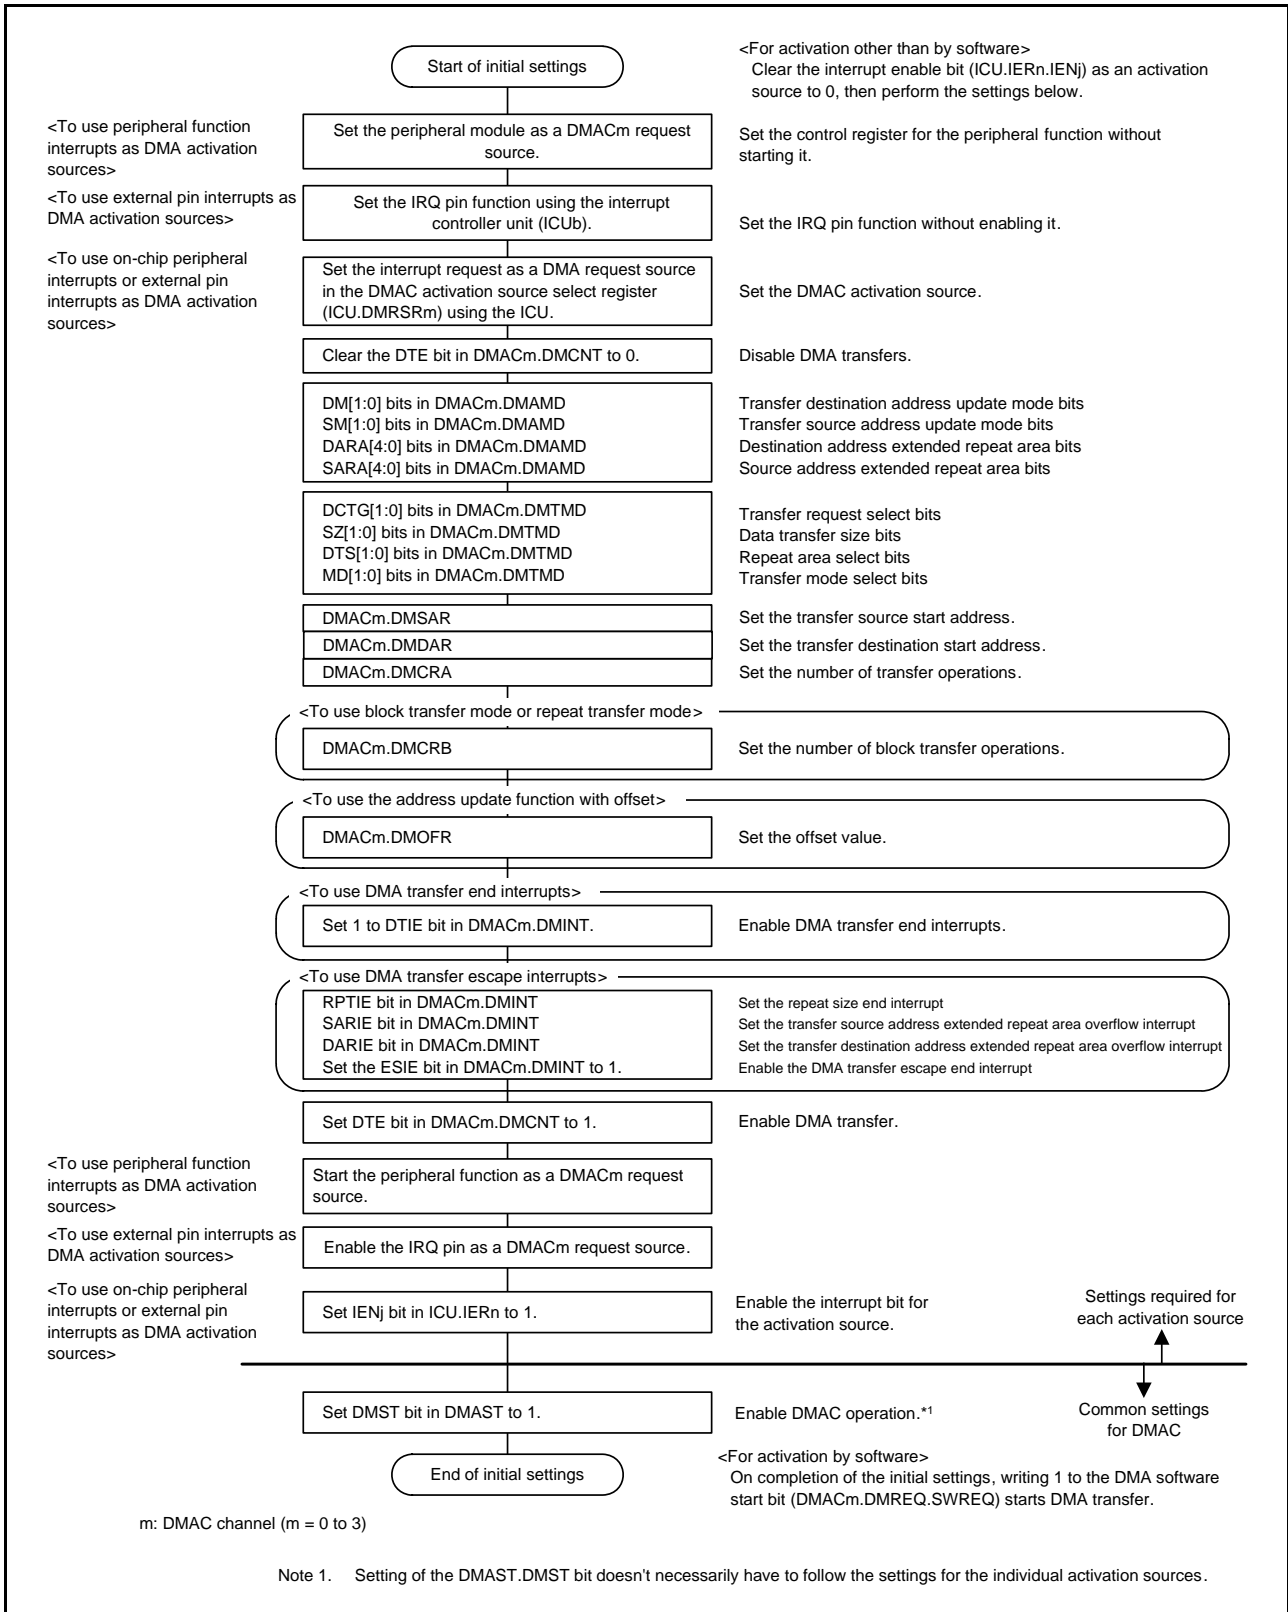 Start of initial settings
<For activation other than by software>
Clear the interrupt enable bit (ICU.IERn.IENj) as an activation
source to 0, then perform the settings below.
<To use peripheral function
interrupts as DMA activation
sources>
Set the peripheral module as a DMACm request
source.
Set the control register for the peripheral function without
starting it.
<To use external pin interrupts as
DMA activation sources>
Set the IRQ pin function using the interrupt
controller unit (ICUb).
Set the IRQ pin function without enabling it.
<To use on-chip peripheral
interrupts or external pin
interrupts as DMA activation
sources>
Set the interrupt request as a DMA request source
in the DMAC activation source select register
(ICU.DMRSRm) using the ICU.
Set the DMAC activation source.
Clear the DTE bit in DMACm.DMCNT to 0.
Disable DMA transfers.
DM[1:0] bits in DMACm.DMAMD
Transfer destination address update mode bits
SM[1:0] bits in DMACm.DMAMD
Transfer source address update mode bits
DARA[4:0] bits in DMACm.DMAMD
Destination address extended repeat area bits
SARA[4:0] bits in DMACm.DMAMD
Source address extended repeat area bits
DCTG[1:0] bits in DMACm.DMTMD
Transfer request select bits
SZ[1:0] bits in DMACm.DMTMD
Data transfer size bits
DTS[1:0] bits in DMACm.DMTMD
Repeat area select bits
MD[1:0] bits in DMACm.DMTMD
Transfer mode select bits
DMACm.DMSAR
Set the transfer source start address.
DMACm.DMDAR
Set the transfer destination start address.
DMACm.DMCRA
Set the number of transfer operations.
<To use block transfer mode or repeat transfer mode>
DMACm.DMCRB
Set the number of block transfer operations.
<To use the address update function with offset>
DMACm.DMOFR
Set the offset value.
<To use DMA transfer end interrupts>
Set 1 to DTIE bit in DMACm.DMINT.
Enable DMA transfer end interrupts.
<To use DMA transfer escape interrupts>
RPTIE bit in DMACm.DMINT
Set the repeat size end interrupt
SARIE bit in DMACm.DMINT
Set the transfer source address extended repeat area overflow interrupt
DARIE bit in DMACm.DMINT
Set the transfer destination address extended repeat area overflow interrupt
Set the ESIE bit in DMACm.DMINT to 1.
Enable the DMA transfer escape end interrupt
Set DTE bit in DMACm.DMCNT to 1.
Enable DMA transfer.
<To use peripheral function
interrupts as DMA activation
sources>
Start the peripheral function as a DMACm request
source.
<To use external pin interrupts as
DMA activation sources>
Enable the IRQ pin as a DMACm request source.
<To use on-chip peripheral
interrupts or external pin
interrupts as DMA activation
sources>
Set IENj bit in ICU.IERn to 1.
Enable the interrupt bit for
the activation source.
Settings required for
each activation source
Set DMST bit in DMAST to 1.
Enable DMAC operation.*1
Common settings
for DMAC
End of initial settings
<For activation by software>
On completion of the initial settings, writing 1 to the DMA software
start bit (DMACm.DMREQ.SWREQ) starts DMA transfer.
m: DMAC channel (m = 0 to 3)
Note 1. Setting of the DMAST.DMST bit doesn't necessarily have to follow the settings for the individual activation sources.